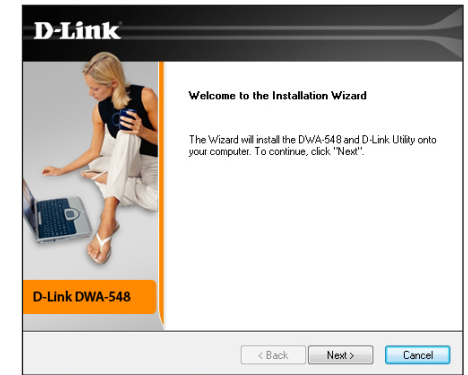 D-Link
Welcome to the Installation Wizard
The Wizard will install the DWA-548 and D-Link Utility onto
your computer. To continue, click "Next".
D-Link DWA-548
< Back Next > Cancel